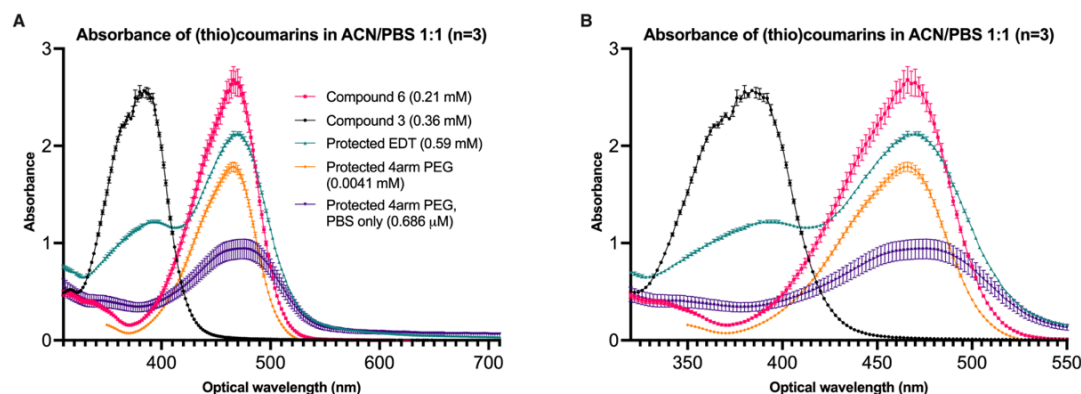 A
Absorbance of (thio)coumarins in ACN/PBS 1:1 (n=3)
3
2
1
0
Absorbance
400
500
600
700
Optical wavelength (nm)
Compound 6 (0.21 mM)
Compound 3 (0.36 mM)
Protected EDT (0.59 mM)
Protected 4arm PEG
(0.0041 mM)
Protected 4arm PEG,
PBS only (0.686 μM)
B
Absorbance of (thio)coumarins in ACN/PBS 1:1 (n=3)
3
2
1
0
Absorbance
350
400
450
500
550
Optical wavelength (nm)